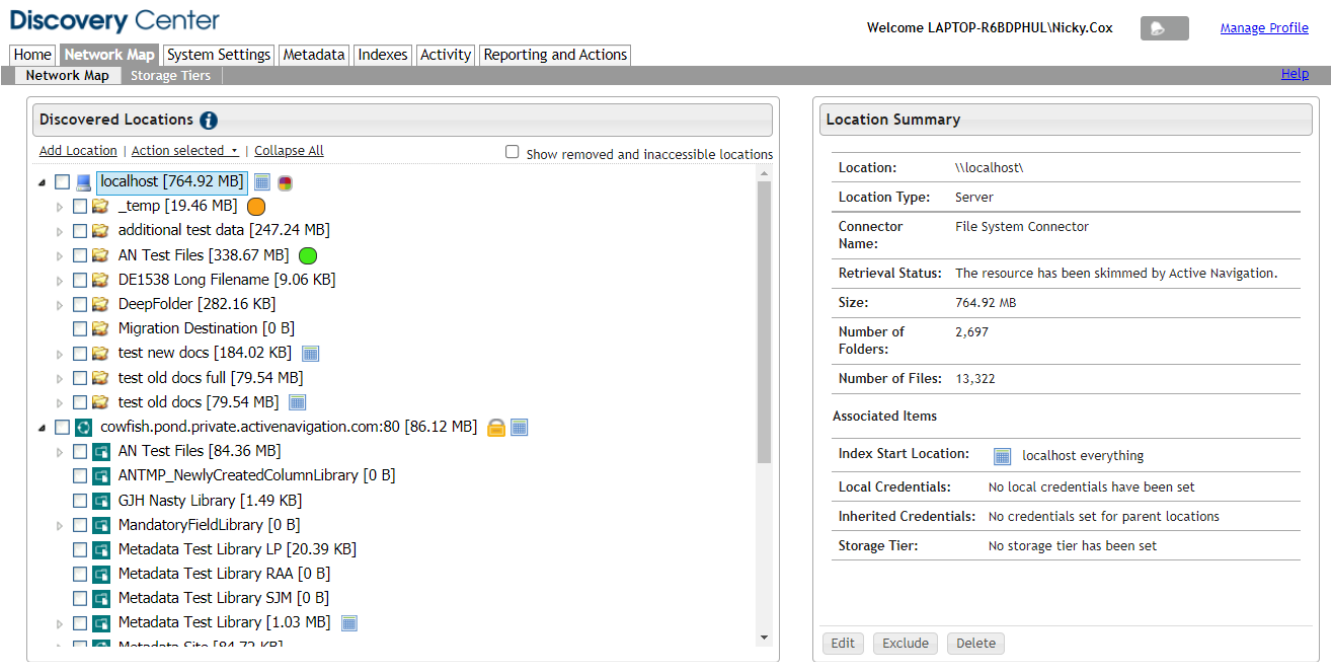 Discovery Center
Welcome LAPTOP-R6BDPHUL\Nicky.Cox
Manage Profile
Home Network Map System Settings Metadata Indexes Activity Reporting and Actions
Network Map Storage Tiers
Help
Discovered Locations
Add Location | Action selected | Collapse All
Show removed and inaccessible locations
localhost [764.92 MB]
_temp [19.46 MB]
additional test data [247.24 MB]
AN Test Files [338.67 MB]
DE1538 Long Filename [9.06 KB]
DeepFolder [282.16 KB]
Migration Destination [0 B]
test new docs [184.02 KB]
test old docs full [79.54 MB]
test old docs [79.54 MB]
cowfish.pond.private.activenavigation.com:80 [86.12 MB]
AN Test Files [84.36 MB]
ANTMP_NewlyCreatedColumnLibrary [0 B]
GJH Nasty Library [1.49 KB]
MandatoryFieldLibrary [0 B]
Metadata Test Library LP [20.39 KB]
Metadata Test Library RAA [0 B]
Metadata Test Library SJM [0 B]
Metadata Test Library [1.03 MB]
Metadata Site [84.72 KB]
Location Summary
Location: \\localhost\
Location Type: Server
Connector Name: File System Connector
Retrieval Status: The resource has been skimmed by Active Navigation.
Size: 764.92 MB
Number of Folders: 2,697
Number of Files: 13,322
Associated Items
Index Start Location: localhost everything
Local Credentials: No local credentials have been set
Inherited Credentials: No credentials set for parent locations
Storage Tier: No storage tier has been set
Edit Exclude Delete